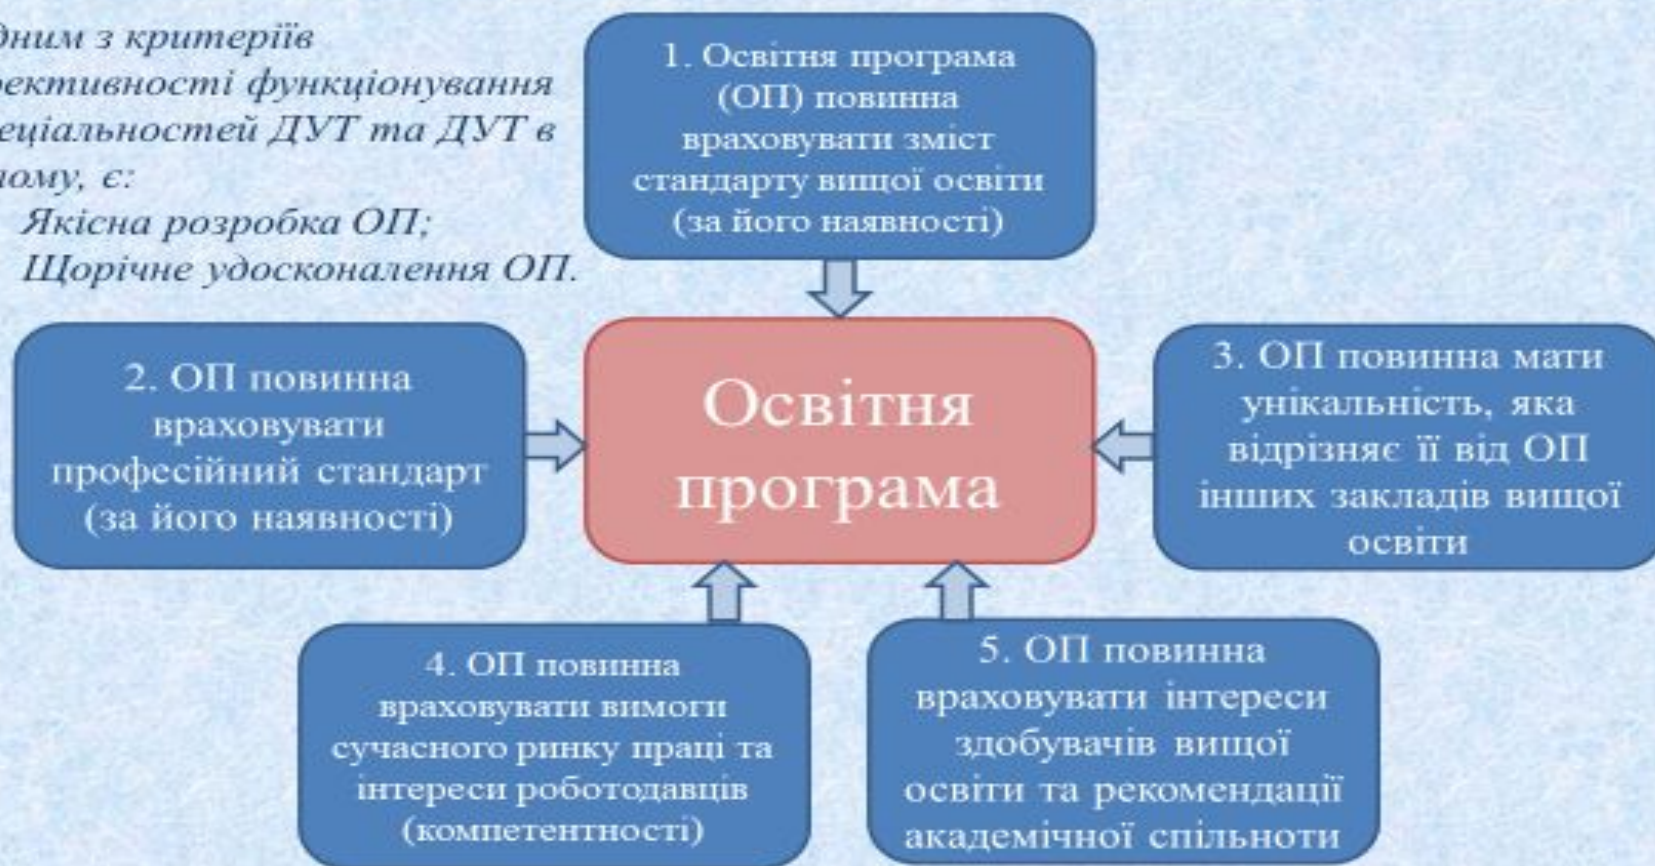 дним з критеріїв
ефективності функціонування
пеціальностей ДУТ та ДУТ в
лому, є:
Якісна розробка ОП;
Щорічне удосконалення ОП.
1. Освітня програма
(ОП) повинна
враховувати зміст
стандарту вищої освіти
(за його наявності)
2. ОП повинна
враховувати
професійний стандарт
(за його наявності)
Освітня
програма
3. ОП повинна мати
унікальність, яка
відрізняє її від ОП
інших закладів вищої
освіти
4. ОП повинна
враховувати вимоги
сучасного ринку праці та
інтереси роботодавців
(компетентності)
5. ОП повинна
враховувати інтереси
здобувачів вищої
освіти та рекомендації
академічної спільноти